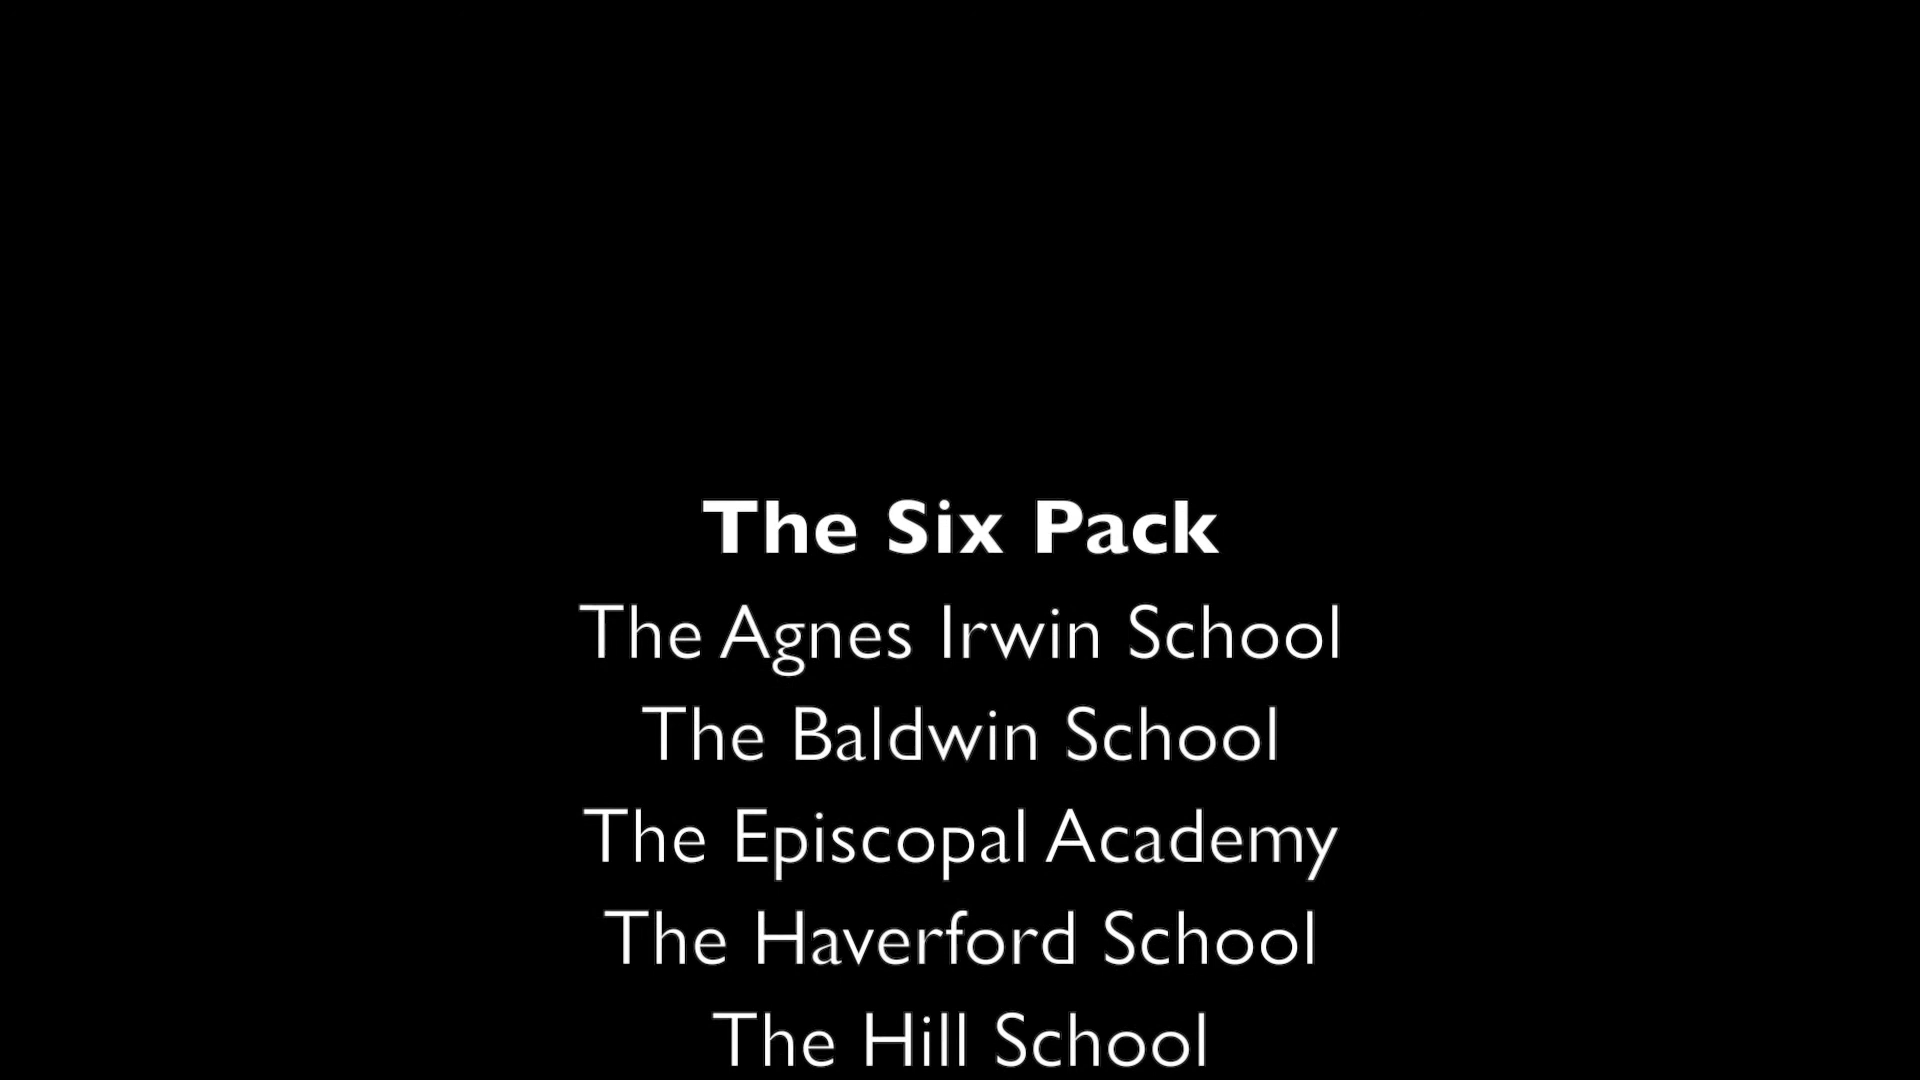 The Six Pack
The Agnes Irwin School
The Baldwin School
The Episcopal Academy
The Haverford School
The Hill School